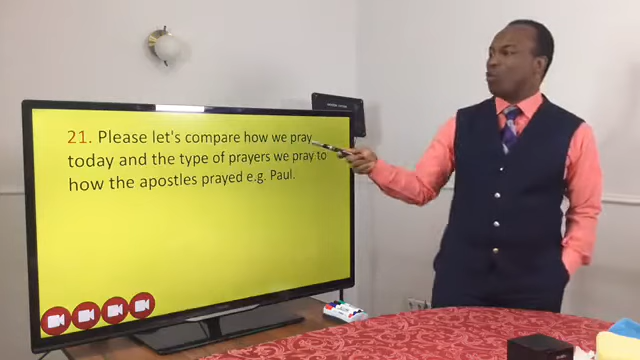 21. Please let's compare how we pray
today and the type of prayers we pray to
how the apostles prayed e.g. Paul.